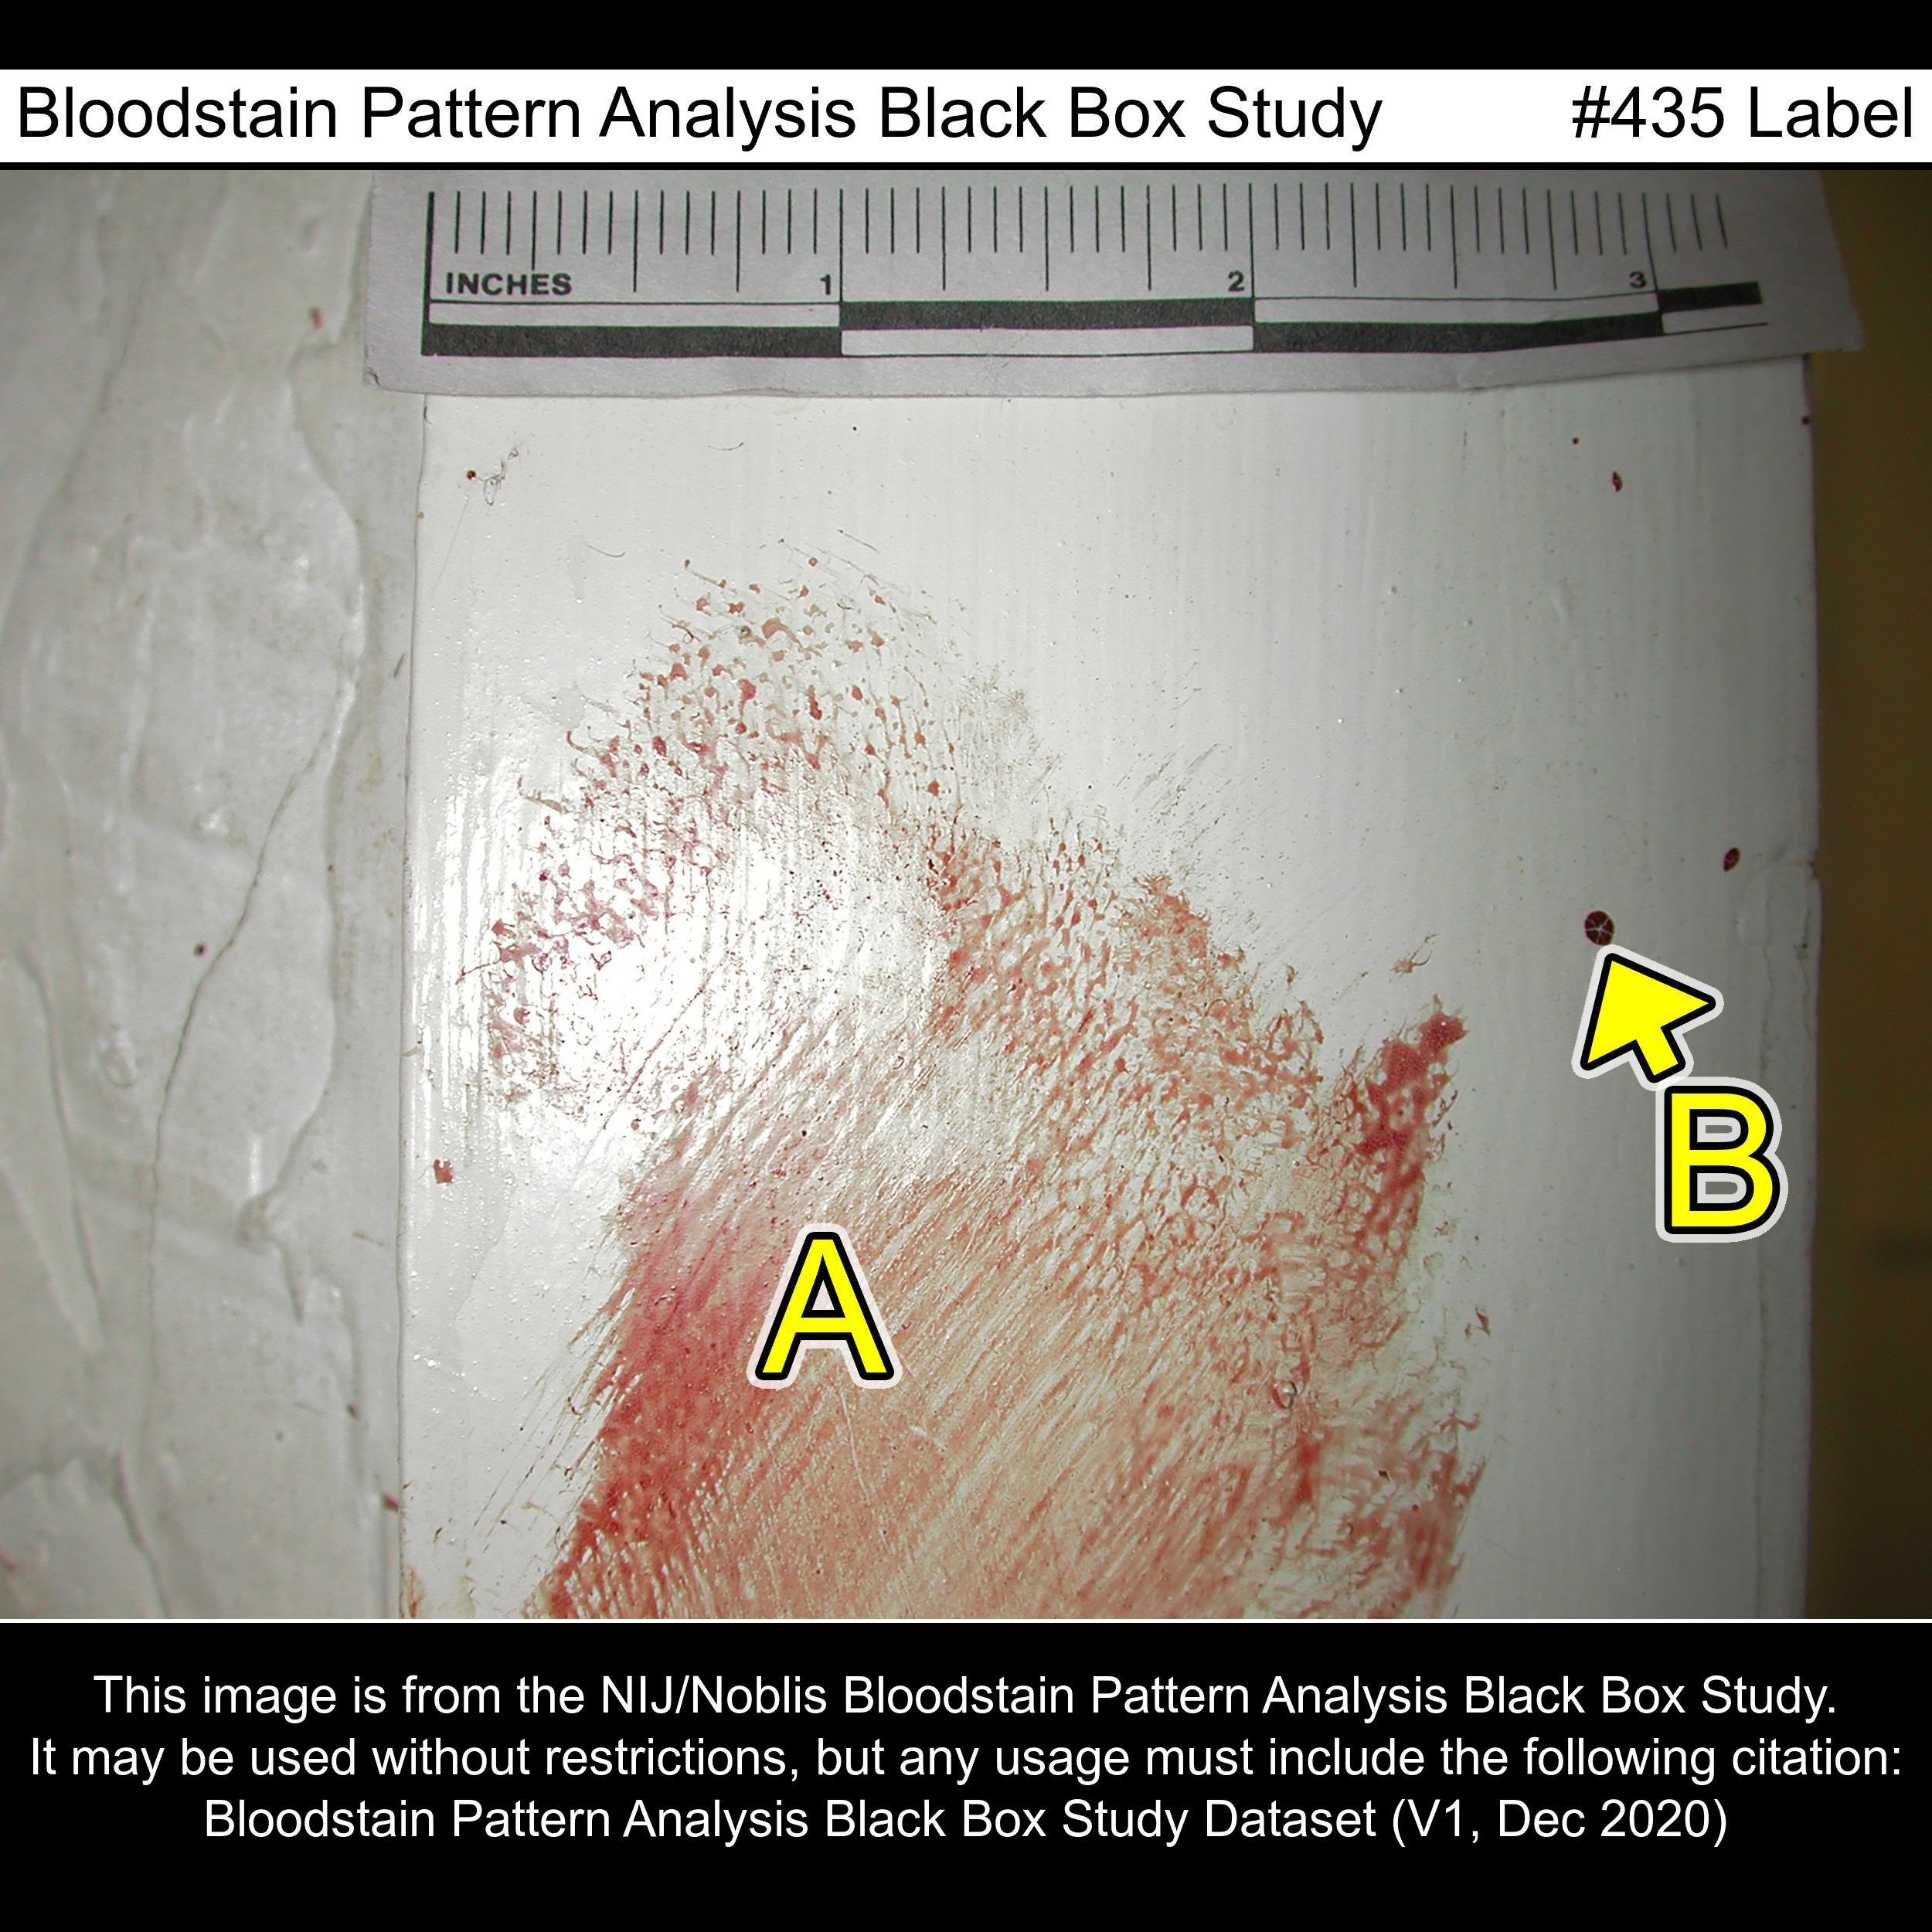 Bloodstain Pattern Analysis Black Box Study #435 Label
INCHES 1 2 3
A
B
This image is from the NIJ/Noblis Bloodstain Pattern Analysis Black Box Study.
It may be used without restrictions, but any usage must include the following citation:
Bloodstain Pattern Analysis Black Box Study Dataset (V1, Dec 2020)